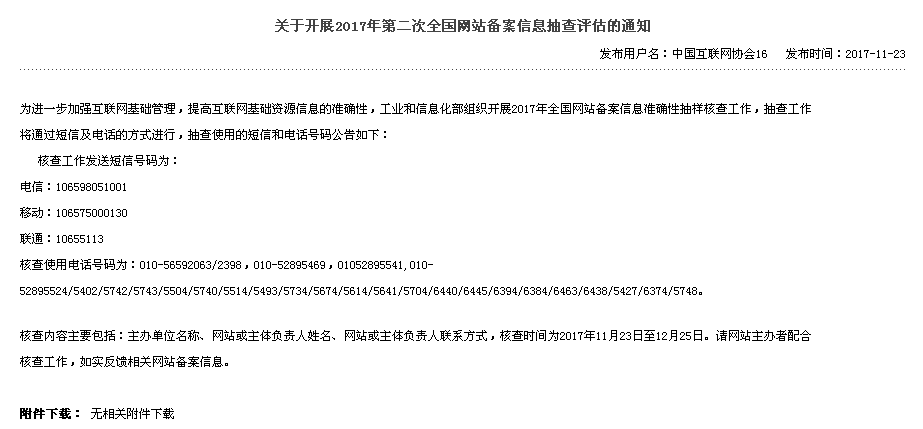 关于开展2017年第二次全国网站备案信息抽查评估的通知
发布用户名：中国互联网协会16 发布时间：2017-11-23
为进一步加强互联网基础管理，提高互联网基础资源信息的准确性，工业和信息化部组织开展2017年全国网站备案信息准确性抽样核查工作，抽查工作
将通过短信及电话的方式进行，抽查使用的短信和电话号码公告如下：
核查工作发送短信号码为：
电信：106598051001
移动：106575000130
联通：10655113
核查使用电话号码为：010-56592063/2398，010-52895469，01052895541,010-
52895524/5402/5742/5743/5504/5740/5514/5493/5734/5674/5614/5641/5704/6440/6445/6394/6384/6463/6438/5427/6374/5748。
核查内容主要包括：主办单位名称、网站或主体负责人姓名、网站或主体负责人联系方式，核查时间为2017年11月23日至12月25日。请网站主办者配合
核查工作，如实反馈相关网站备案信息。
附件下载： 无相关附件下载